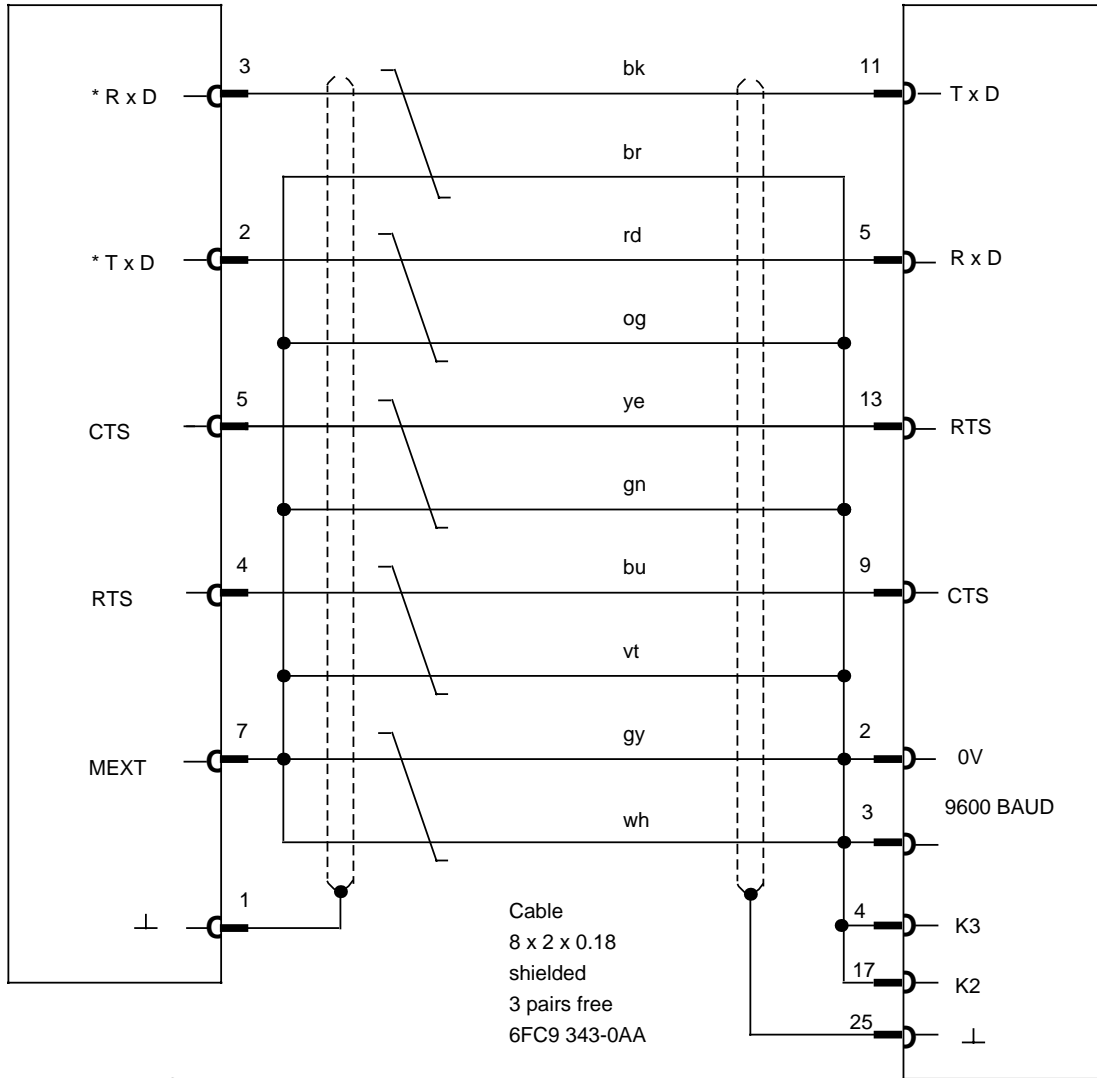 3 bk 11
* R x D T x D
br
2 rd 5
* T x D R x D
og
5 ye 13
CTS RTS
gn
4 bu 9
RTS CTS
vt
7 gy 2
MEXT 0V
3 9600 BAUD
wh
1
Cable
8 x 2 x 0.18
shielded
3 pairs free
6FC9 343-0AA
4 K3
17 K2
25